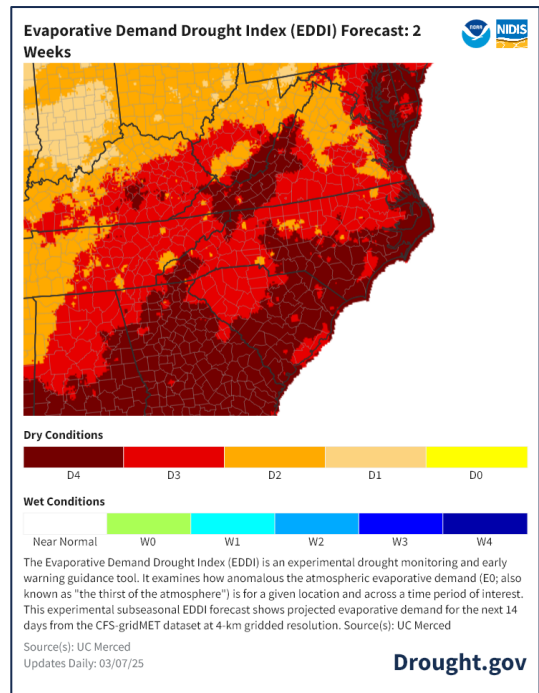 Evaporative Demand Drought Index (EDDI) Forecast: 2
Weeks
NOAA
NIDIS
Dry Conditions
D4 D3 D2 D1 D0
Wet Conditions
Near Normal W0 W1 W2 W3 W4
The Evaporative Demand Drought Index (EDDI) is an experimental drought monitoring and early
warning guidance tool. It examines how anomalous the atmospheric evaporative demand (E0; also
known as "the thirst of the atmosphere") is for a given location and across a time period of interest.
This experimental subseasonal EDDI forecast shows projected evaporative demand for the next 14
days from the CFS-gridMET dataset at 4-km gridded resolution. Source(s): UC Merced
Source(s): UC Merced
Updates Daily: 03/07/25
Drought.gov